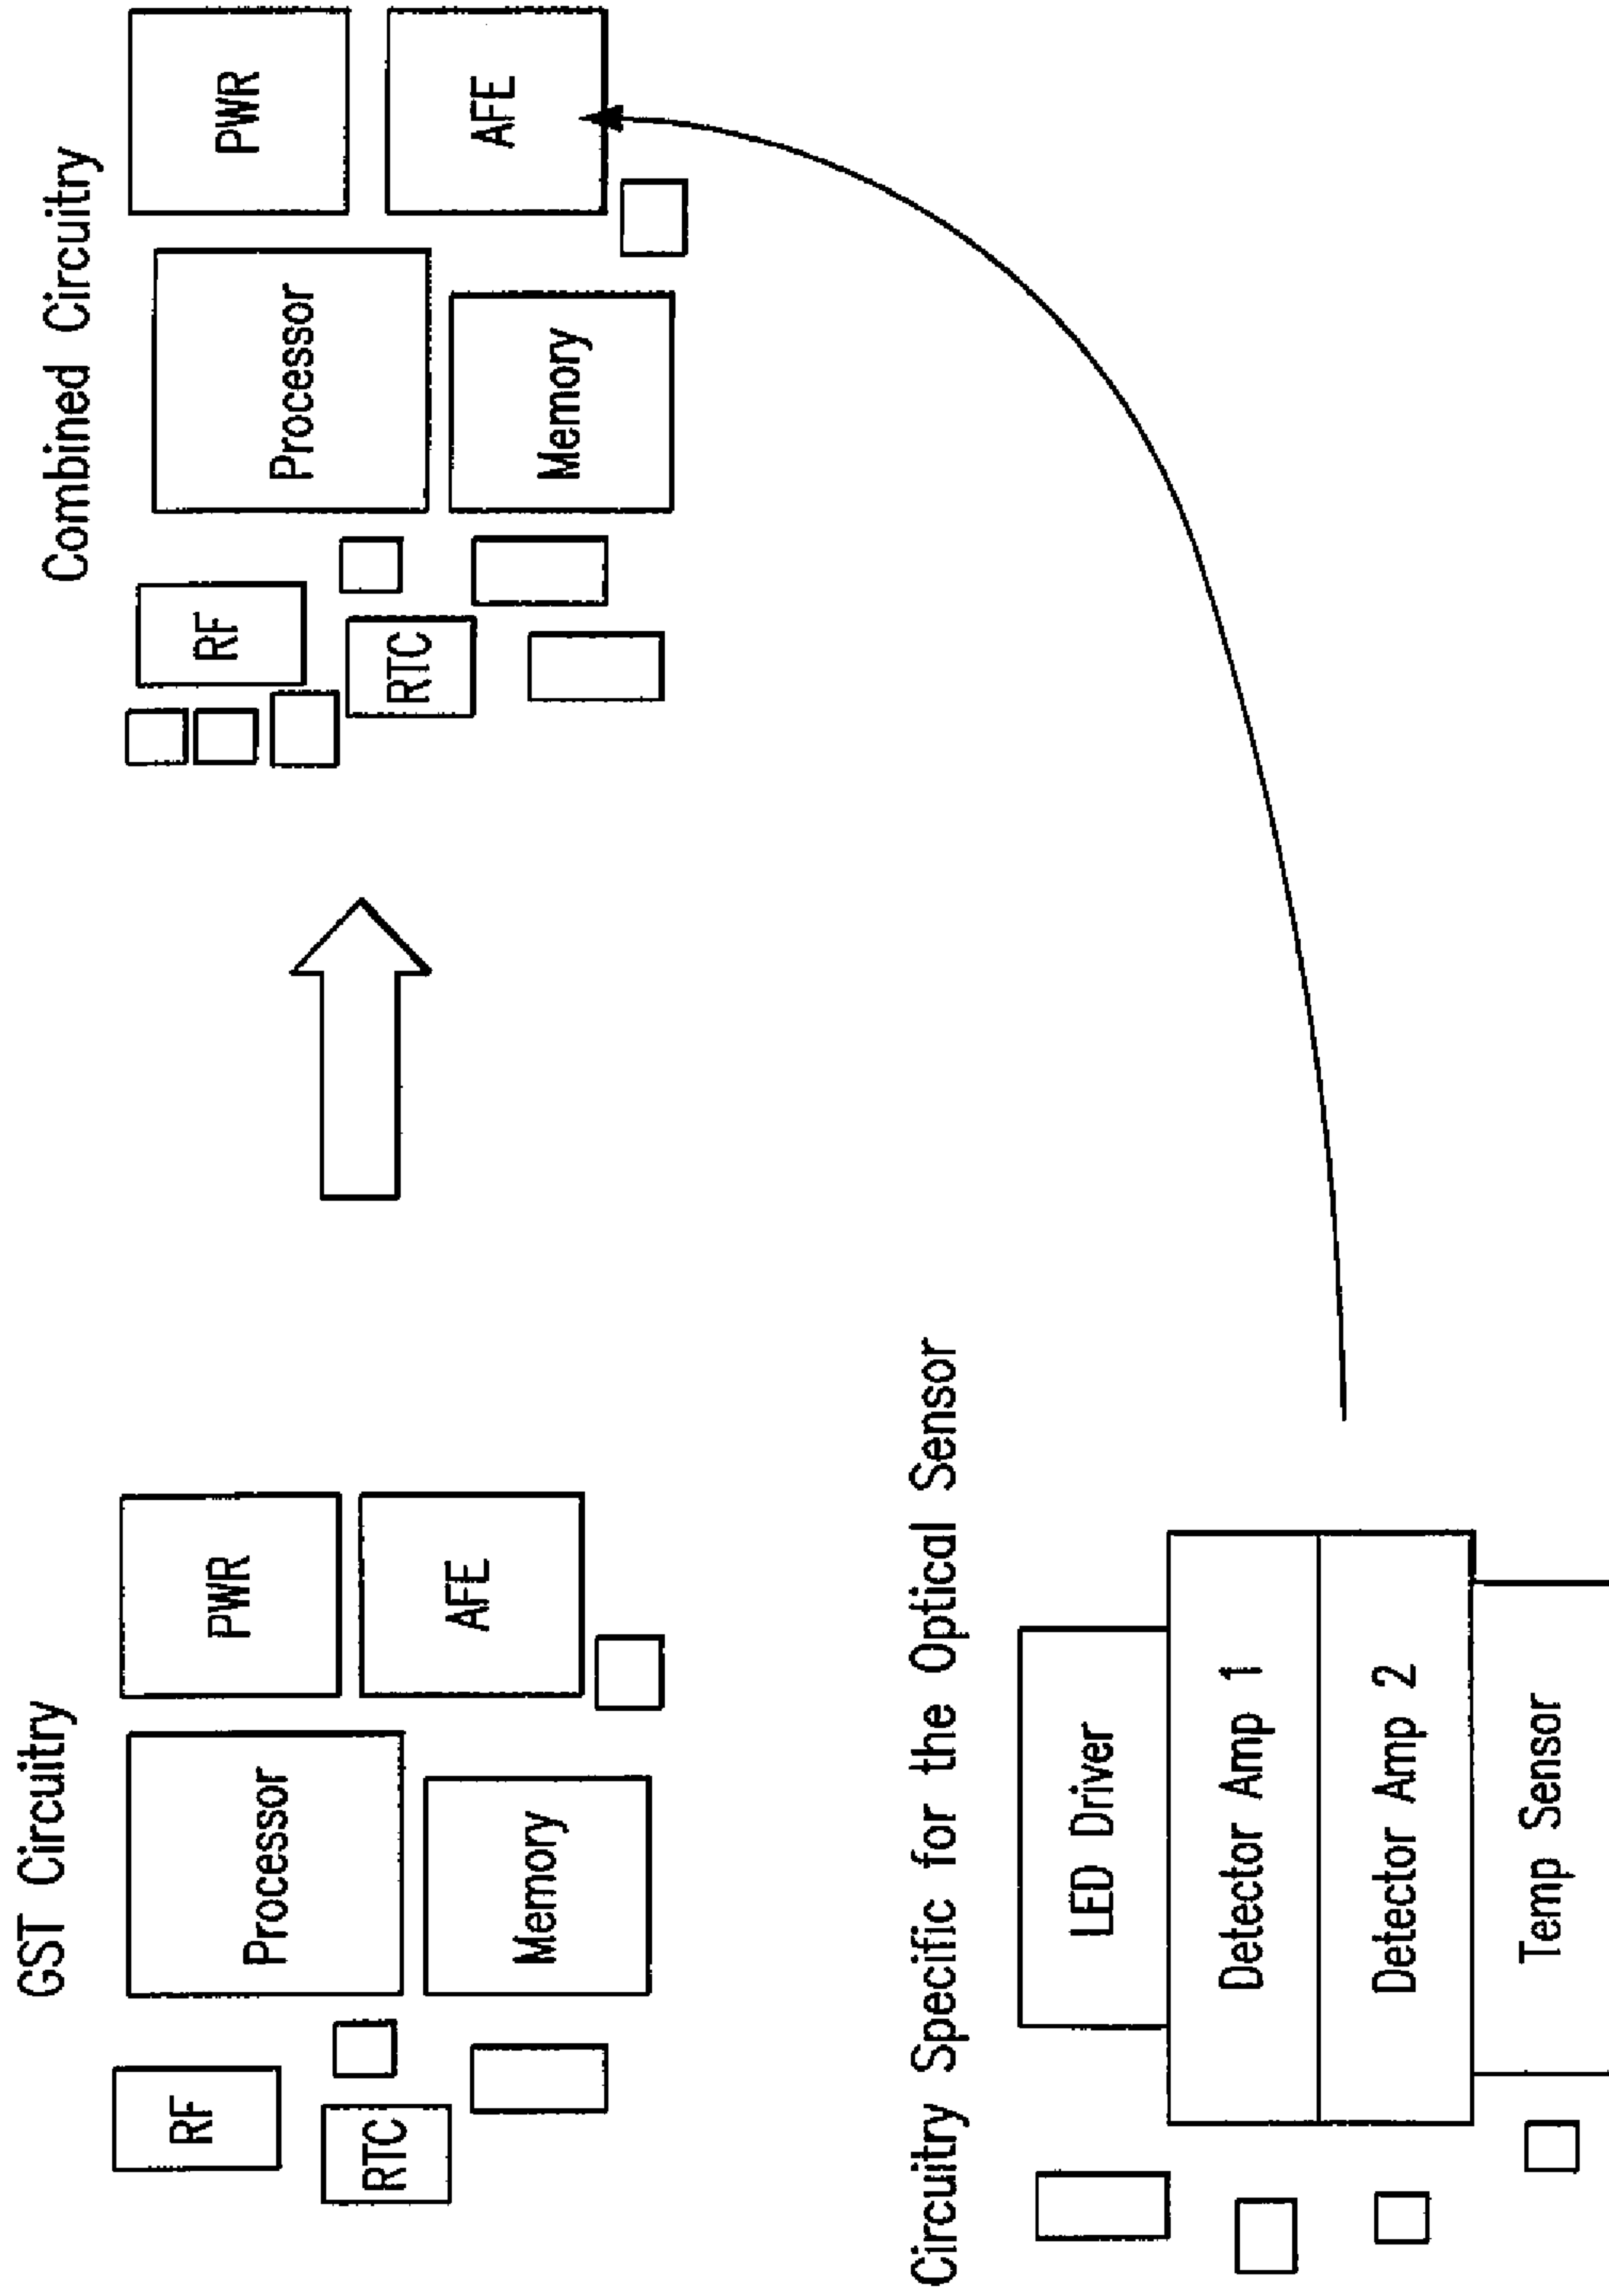 GST Circuitry
RF
RTC
Processor
Memory
PWR
AFE
Combined Circuitry
RF
RTC
Processor
Memory
PWR
AFE
Circuitry Specific for the Optical Sensor
LED Driver
Detector Amp 1
Detector Amp 2
Temp Sensor